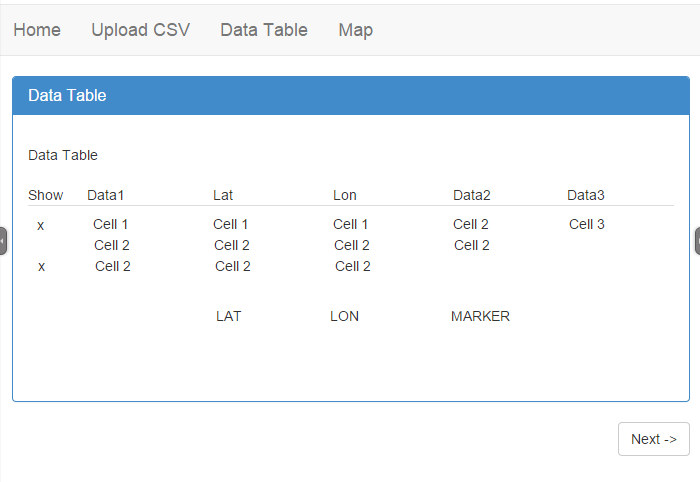 Home Upload CSV Data Table Map
Data Table
Data Table
Show Data1 Lat Lon Data2 Data3
x Cell 1 Cell 1 Cell 1 Cell 2 Cell 3
Cell 2 Cell 2 Cell 2 Cell 2
x Cell 2 Cell 2 Cell 2
LAT LON MARKER
Next ->